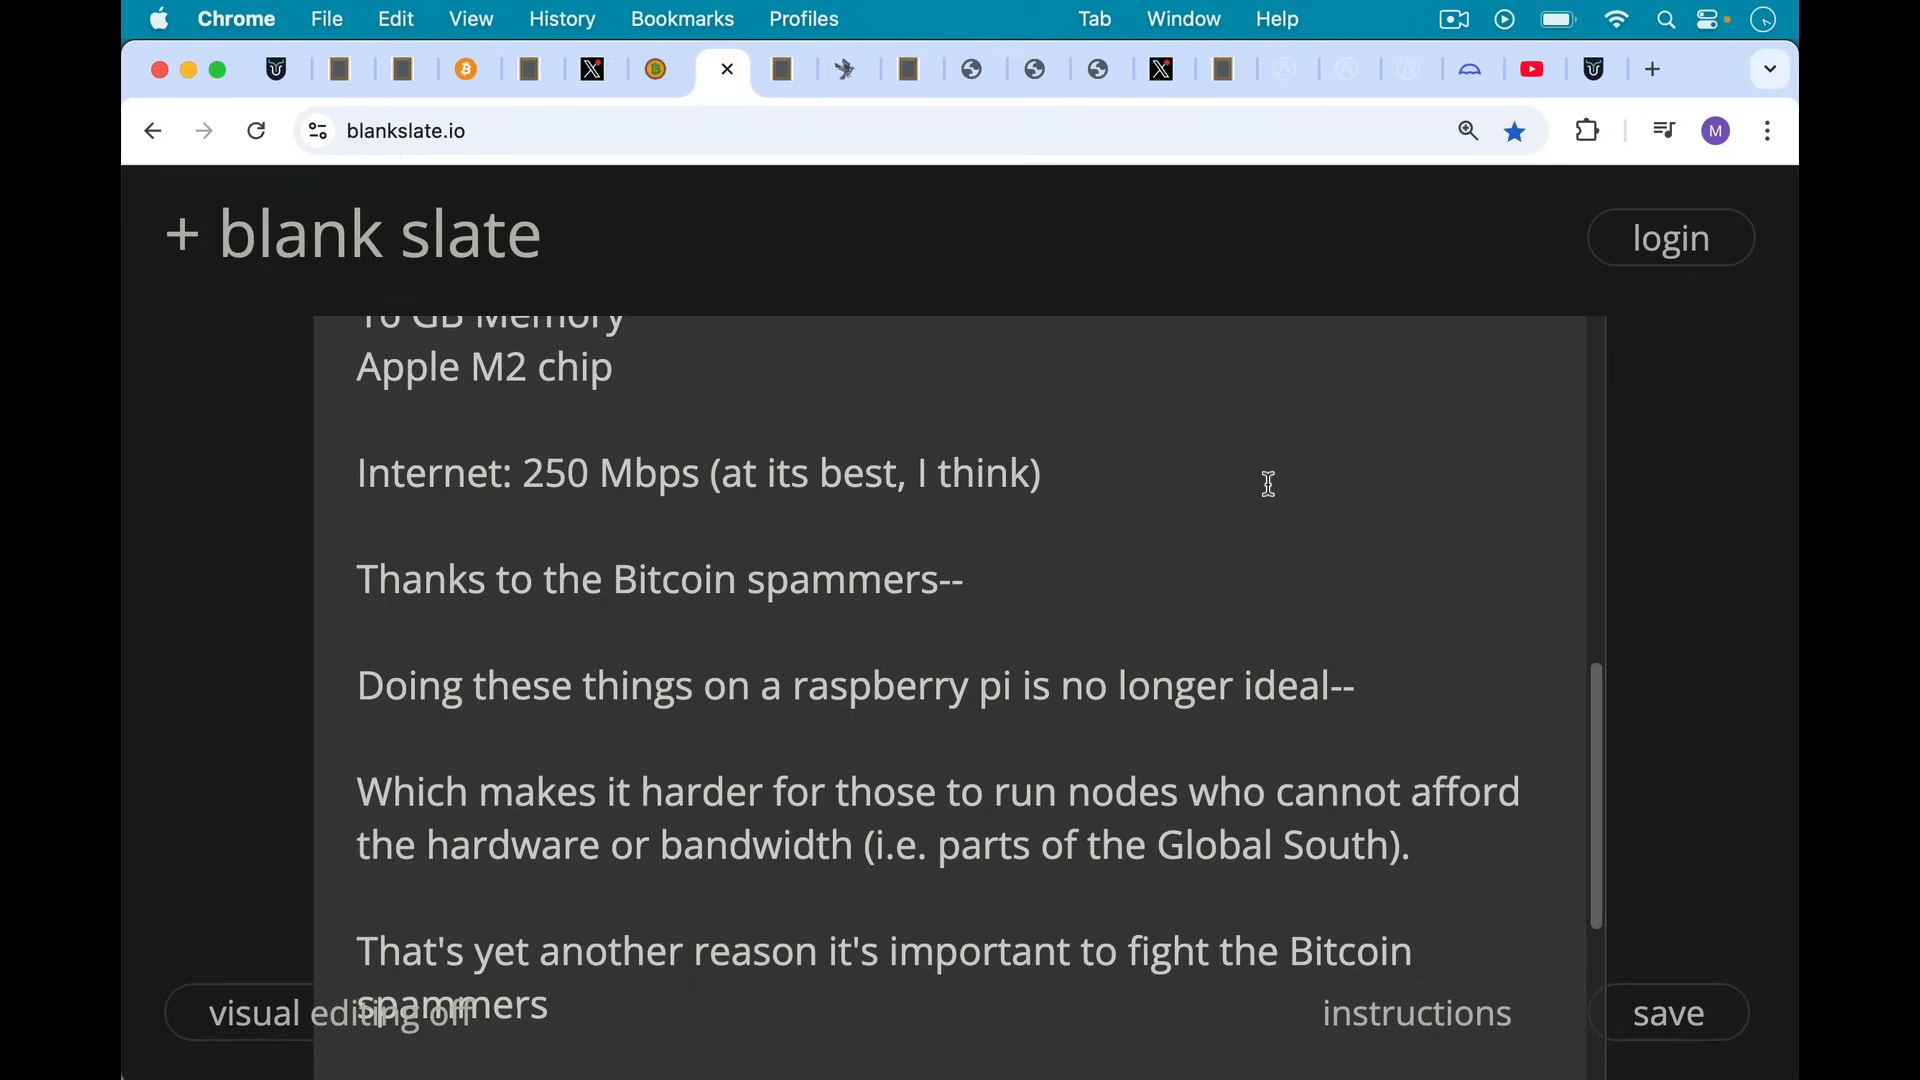 Chrome File Edit View History Bookmarks Profiles Tab Window Help
blankslate.io
M
+ blank slate
login
16 GB Memory
Apple M2 chip
Internet: 250 Mbps (at its best, I think)
Thanks to the Bitcoin spammers--
Doing these things on a raspberry pi is no longer ideal--
Which makes it harder for those to run nodes who cannot afford
the hardware or bandwidth (i.e. parts of the Global South).
That's yet another reason it's important to fight the Bitcoin
spammers
visual editing off
instructions
save